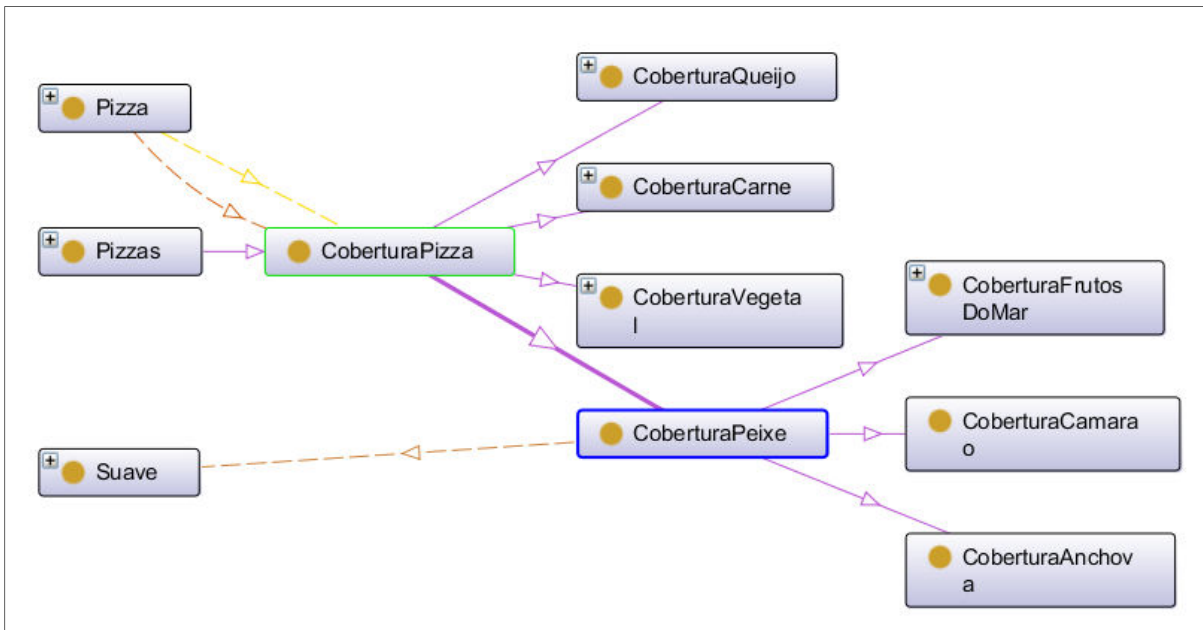 Pizza
Pizzas
Suave
CoberturaPizza
CoberturaQueijo
CoberturaCarne
CoberturaVegeta
l
CoberturaPeixe
CoberturaFrutos
DoMar
CoberturaCamara
o
CoberturaAnchov
a